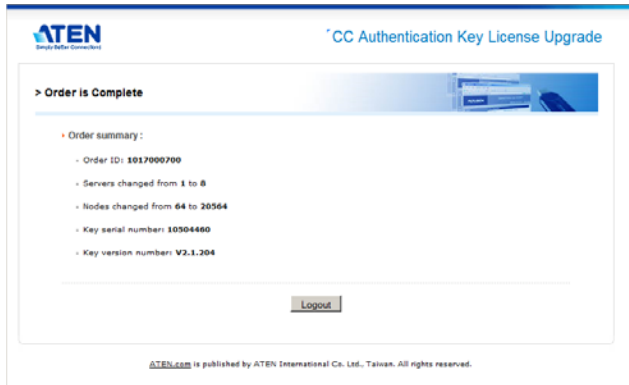 ATEN
Simply Better Connections
CC Authentication Key License Upgrade
> Order is Complete
Order summary :
Order ID: 1017000700
Servers changed from 1 to 8
Nodes changed from 64 to 20564
Key serial number: 10504460
Key version number: V2.1.204
Logout
ATEN.com is published by ATEN International Co. Ltd., Taiwan. All rights reserved.